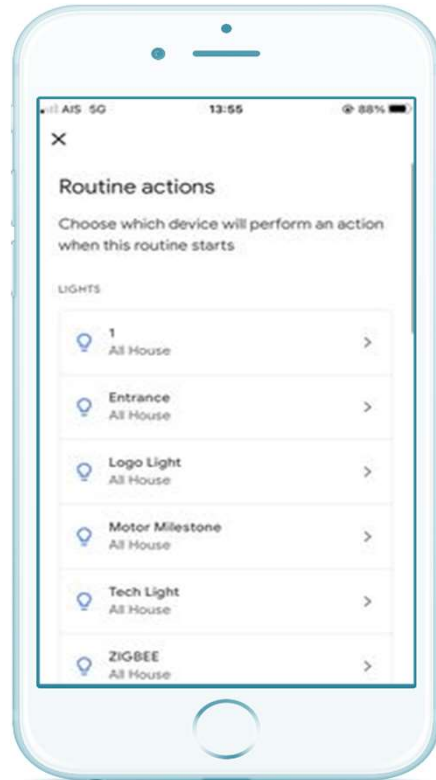 AIS 5G 13:55 88%
Routine actions
Choose which device will perform an action
when this routine starts
LIGHTS
1
All House
Entrance
All House
Logo Light
All House
Motor Milestone
All House
Tech Light
All House
ZIGBEE
All House